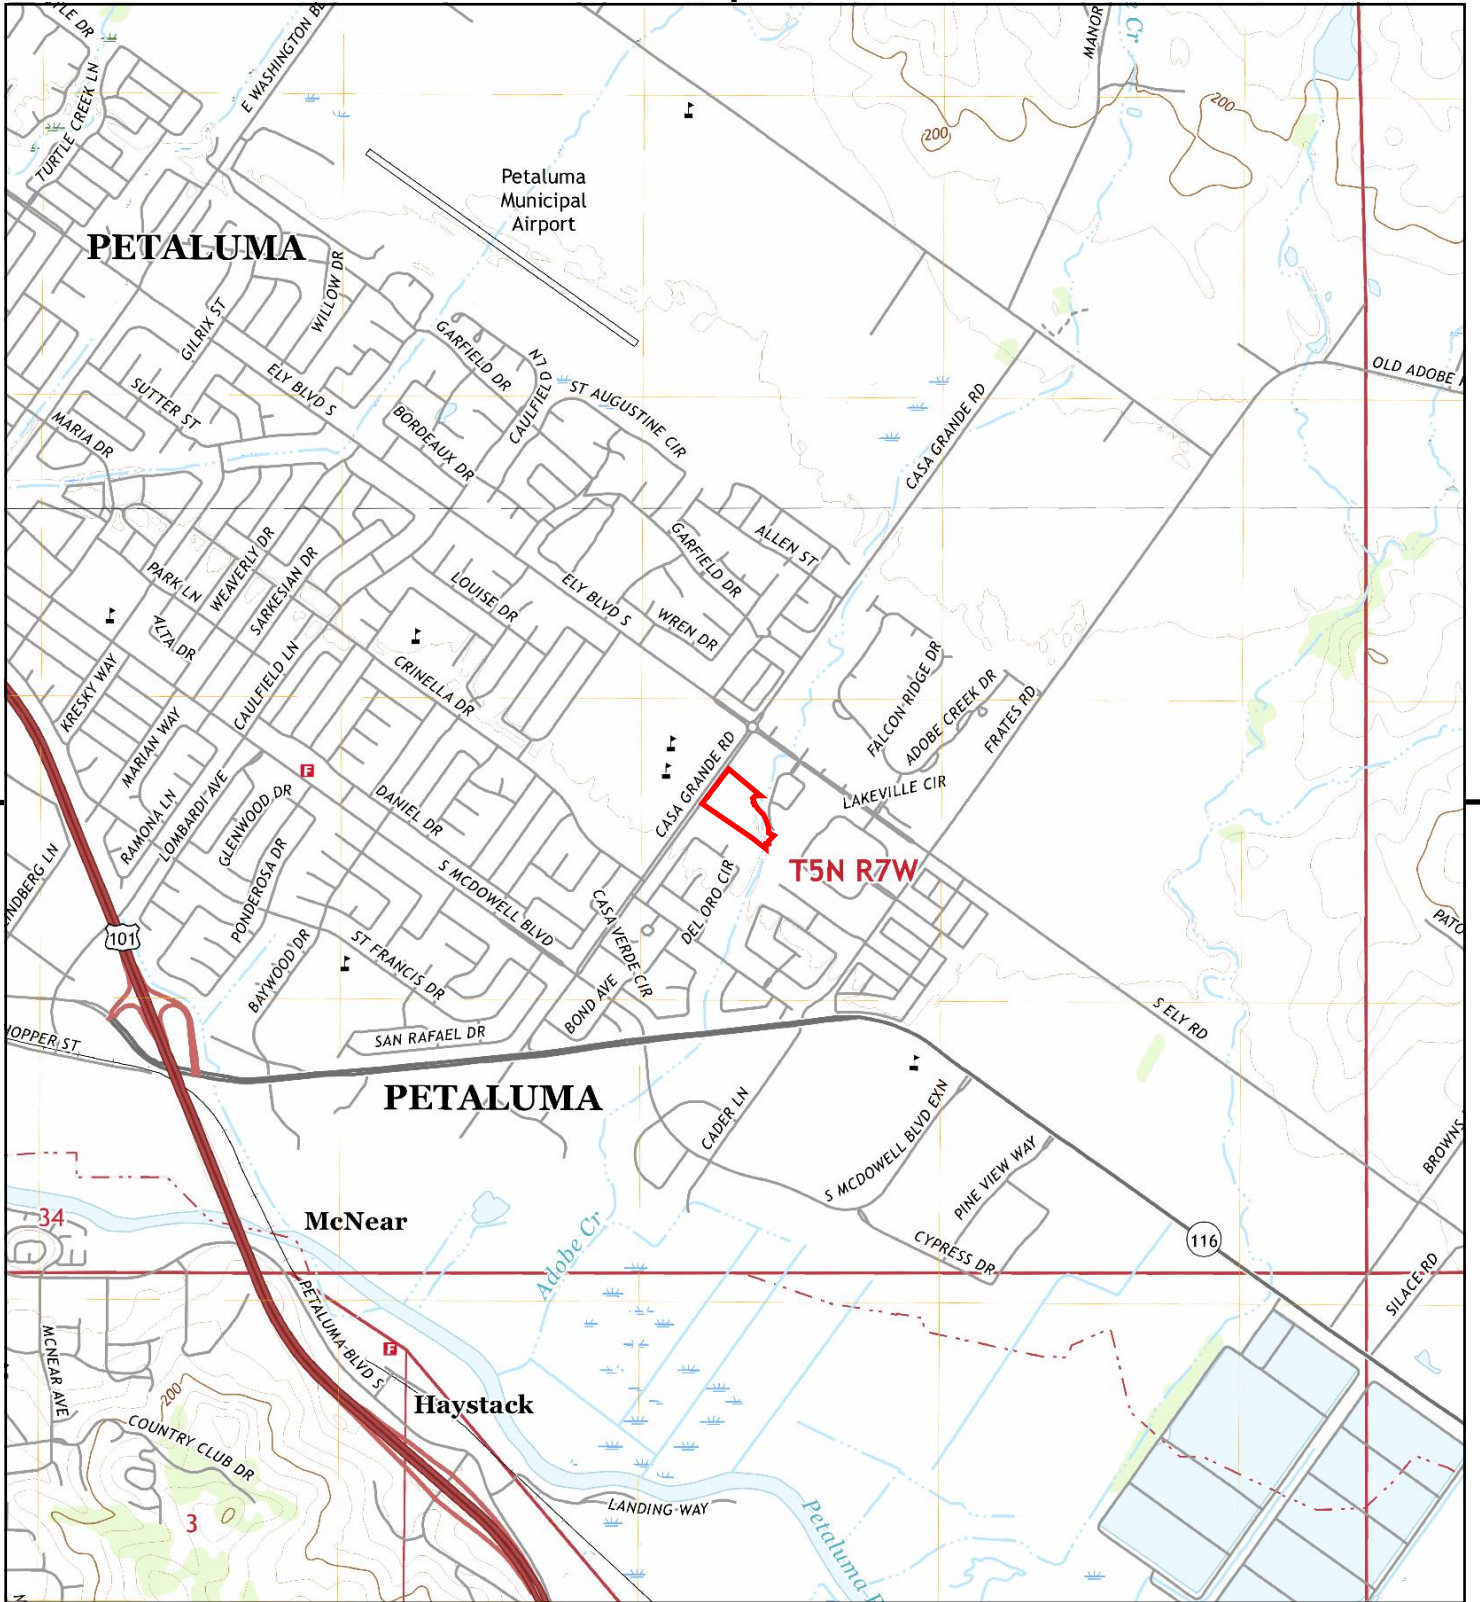 TURTLE CREEK LN
E WASHINGTON BL
MANOR
Cr
200
200
Petaluma
Municipal
Airport
PETALUMA
WILLOW DR
GILRIX ST
GARFIELD DR
ELY BLVD S
SUTTER ST
MARIA DR
BORDEAUX DR
CAULFIELD LN
ST AUGUSTINE CIR
OLD ADOBE
CASA GRANDE RD
ALLEN ST
GARFIELD DR
PARK LN
WEAVERLY DR
SARKESIAN DR
LOUISE DR
ELY BLVD S
WREN DR
ALTA DR
CAULFIELD LN
CRINELLA DR
KRESKY WAY
MARIAN WAY
FALCON RIDGE DR
ADOBE CREEK DR
FRATES RD
CASA GRANDE RD
LAKEVILLE CIR
F
RAMONA LN
LOMBARDI AVE
GLENWOOD DR
DANIEL DR
T5N R7W
INDBERG LN
PONDEROSA DR
S MCDOWELL BLVD
DEL ORO CIR
CASA VERDE CIR
PATO
101
BAYWOOD DR
ST FRANCIS DR
BOND AVE
S ELY RD
HOPPER ST
SAN RAFAEL DR
PETALUMA
CADER LN
S MCDOWELL BLVD EXN
PINE VIEW WAY
BROWNS
34
McNear
Adobe Cr
CYPRESS DR
116
SILACE RD
PETALUMA BLVD S
MCNEAR AVE
F
200
Haystack
COUNTRY CLUB DR
LANDING WAY
3
Petaluma